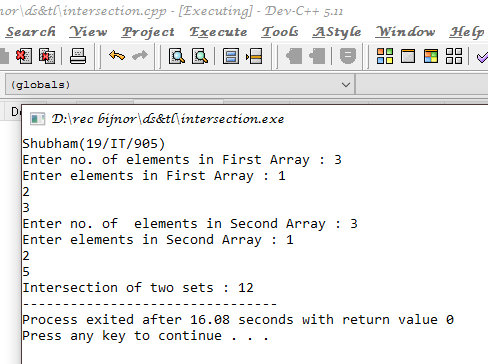 nor\ds&tl\intersection.cpp - [Executing] - Dev-C++ 5.11
Search View Project Execute Tools AStyle Window Help
(globals)
D:\rec bijnor\ds&tl\intersection.exe
Shubham(19/IT/905)
Enter no. of elements in First Array : 3
Enter elements in First Array : 1
2
3
Enter no. of  elements in Second Array : 3
Enter elements in Second Array : 1
2
5
Intersection of two sets : 12
--------------------------------
Process exited after 16.08 seconds with return value 0
Press any key to continue . . .